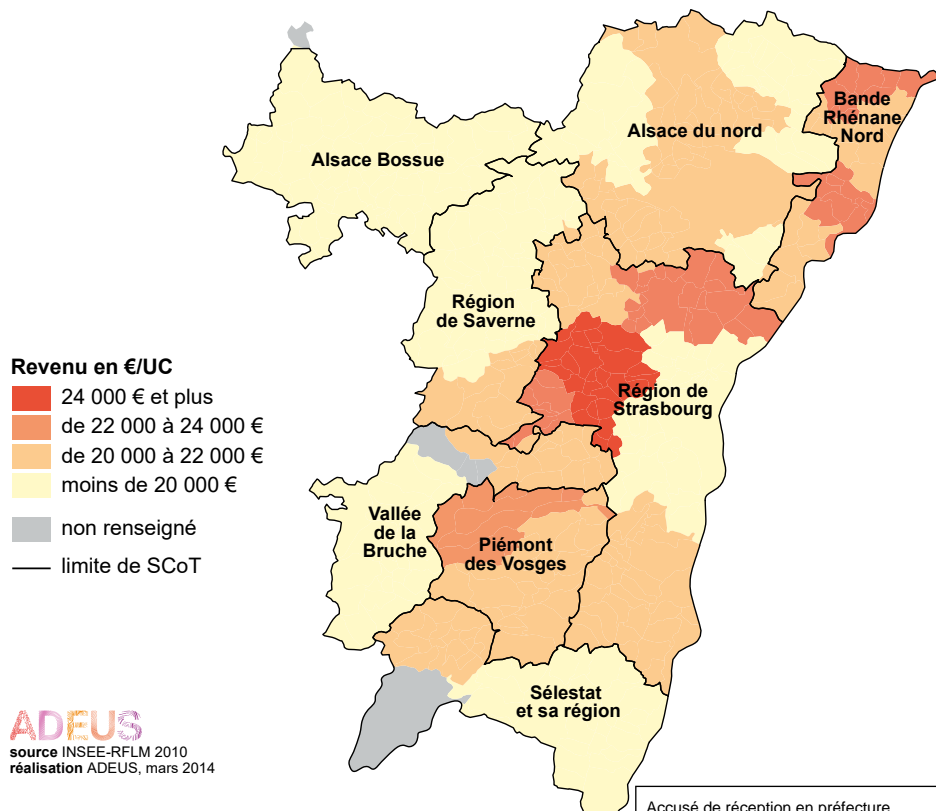 Alsace Bossue
Alsace du nord
Bande
Rhénane
Nord
Région
de Saverne
Région de
Strasbourg
Vallée
de la
Bruche
Piémont
des Vosges
Sélestat
et sa région
Revenu en €/UC
24 000 € et plus
de 22 000 à 24 000 €
de 20 000 à 22 000 €
moins de 20 000 €
non renseigné
limite de SCoT
ADEUS
source INSEE-RFLM 2010
réalisation ADEUS, mars 2014
Accusé de réception en préfecture